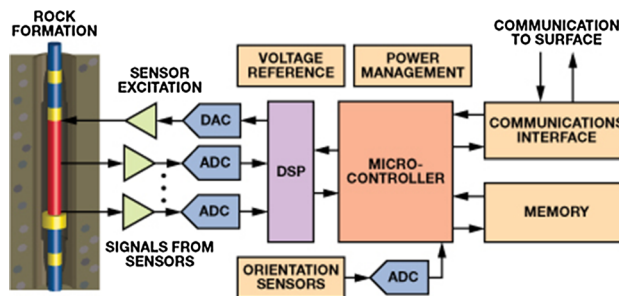 ROCK
FORMATION
COMMUNICATION
TO SURFACE
SENSOR
EXCITATION
VOLTAGE
REFERENCE
POWER
MANAGEMENT
DAC
ADC
ADC
DSP
MICRO-
CONTROLLER
COMMUNICATIONS
INTERFACE
MEMORY
SIGNALS FROM
SENSORS
ORIENTATION
SENSORS
ADC